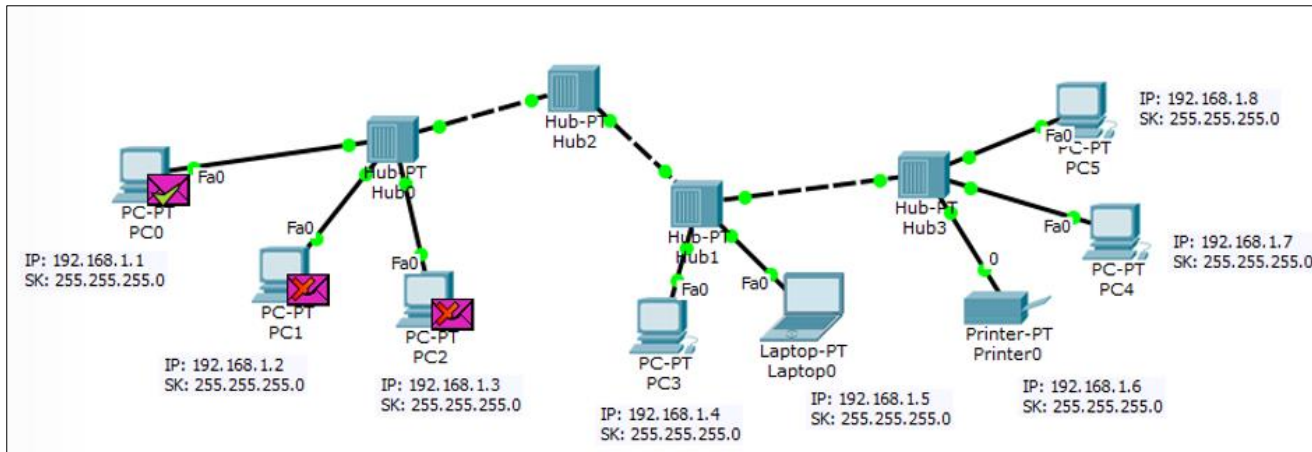 Hub-PT
Hub2
Hub-PT
Hub0
Fa0
PC-PT
PC0
IP: 192.168.1.1
SK: 255.255.255.0
Fa0
PC-PT
PC1
IP: 192.168.1.2
SK: 255.255.255.0
Fa0
PC-PT
PC2
IP: 192.168.1.3
SK: 255.255.255.0
Hub-PT
Hub1
Fa0
PC-PT
PC3
IP: 192.168.1.4
SK: 255.255.255.0
Fa0
Laptop-PT
Laptop0
IP: 192.168.1.5
SK: 255.255.255.0
Hub-PT
Hub3
0
Printer-PT
Printer0
IP: 192.168.1.6
SK: 255.255.255.0
Fa0
PC-PT
PC4
IP: 192.168.1.7
SK: 255.255.255.0
Fa0
PC-PT
PC5
IP: 192.168.1.8
SK: 255.255.255.0